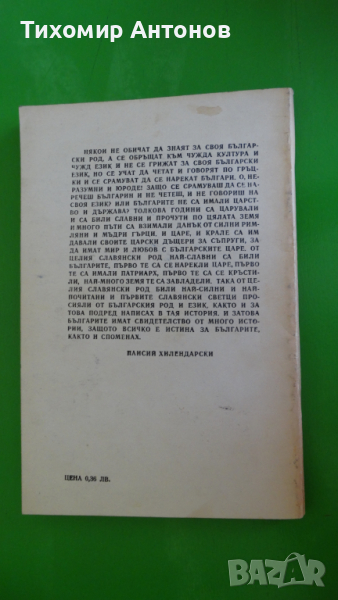 Тихомир Антонов
НЯКОИ НЕ ОБИЧАТ ДА ЗНАЯТ ЗА СВОЯ БЪЛГАР-
СКИ РОД, А СЕ ОБРЪЩАТ КЪМ ЧУЖДА КУЛТУРА И
ЧУЖД ЕЗИК И НЕ СЕ ГРИЖАТ ЗА СВОЯ БЪЛГАРСКИ
ЕЗИК, НО СЕ УЧАТ ДА ЧЕТАТ И ГОВОРЯТ ПО ГРЪЦ-
КИ И СЕ СРАМУВАТ ДА СЕ НАРЕКАТ БЪЛГАРИ. О, НЕ-
РАЗУМНИ И ЮРОДЕ! ЗАЩО СЕ СРАМУВАШ ДА СЕ НА-
РЕЧЕШ БЪЛГАРИН И НЕ ЧЕТЕШ, И НЕ ГОВОРИШ НА
СВОЯ ЕЗИК? ИЛИ БЪЛГАРИТЕ НЕ СА ИМАЛИ ЦАРСТ-
ВО И ДЪРЖАВА? ТОЛКОВА ГОДИНИ СА ЦАРУВАЛИ
И СА БИЛИ СЛАВНИ И ПРОЧУТИ ПО ЦЯЛАТА ЗЕМЯ
И МНОГО ПЪТИ СА ВЗИМАЛИ ДАНЪК ОТ СИЛНИ РИМ-
ЛЯНИ И МЪДРИ ГЪРЦИ. И ЦАРЕ, И КРАЛЕ СА ИМ
ДАВАЛИ СВОИТЕ ЦАРСКИ ДЪЩЕРИ ЗА СЪПРУГИ, ЗА
ДА ИМАТ МИР И ЛЮБОВ С БЪЛГАРСКИТЕ ЦАРЕ. ОТ
ЦЕЛИЯ СЛАВЯНСКИ РОД НАЙ-СЛАВНИ СА БИЛИ
БЪЛГАРИТЕ, ПЪРВО ТЕ СА СЕ НАРЕКЛИ ЦАРЕ, ПЪРВО
ТЕ СА ИМАЛИ ПАТРИАРХ, ПЪРВО ТЕ СА СЕ КРЪСТИ-
ЛИ, НАЙ-МНОГО ЗЕМЯ ТЕ СА ЗАВЛАДЕЛИ. ТАКА ОТ ЦЕ-
ЛИЯ СЛАВЯНСКИ РОД БИЛИ НАЙ-СИЛНИ И НАЙ-
ПОЧИТАНИ И ПЪРВИТЕ СЛАВЯНСКИ СВЕТЦИ ПРО-
СИЯЛИ ОТ БЪЛГАРСКИЯ РОД И ЕЗИК, КАКТО И ЗА
ТОВА ПОДРЕД НАПИСАХ В ТАЯ ИСТОРИЯ. И ЗАТОВА
БЪЛГАРИТЕ ИМАТ СВИДЕТЕЛСТВО ОТ МНОГО ИСТО-
РИИ, ЗАЩОТО ВСИЧКО Е ИСТИНА ЗА БЪЛГАРИТЕ,
КАКТО И СПОМЕНАХ.
ПАИСИЙ ХИЛЕНДАРСКИ
ЦЕНА 0,96 ЛВ.
BAZAR